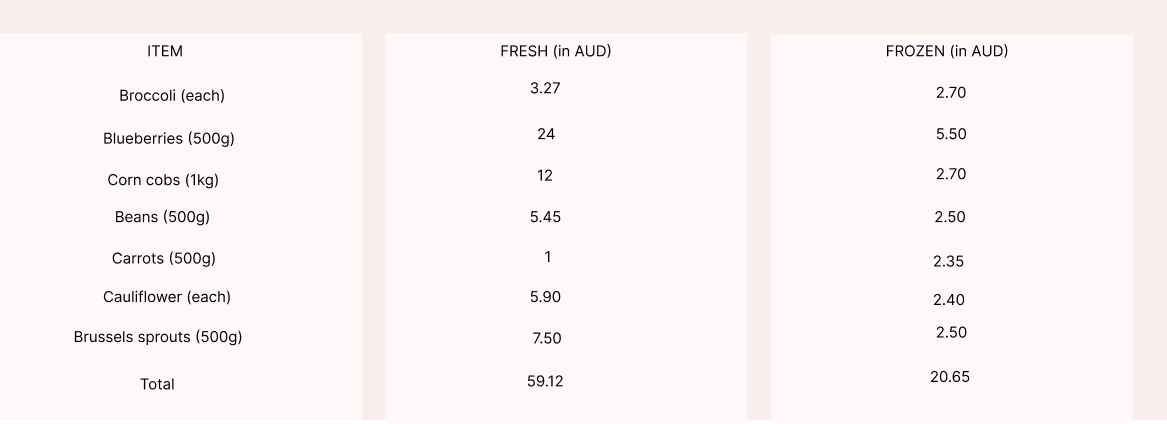 ITEM FRESH (in AUD) FROZEN (in AUD)
Broccoli (each) 3.27 2.70
Blueberries (500g) 24 5.50
Corn cobs (1kg) 12 2.70
Beans (500g) 5.45 2.50
Carrots (500g) 1 2.35
Cauliflower (each) 5.90 2.40
Brussels sprouts (500g) 7.50 2.50
Total 59.12 20.65